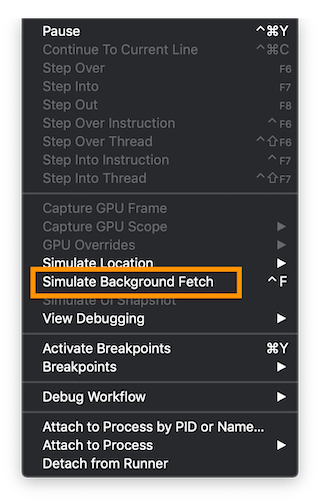 Pause ^⌘Y
Continue To Current Line ^⌘C
Step Over F6
Step Into F7
Step Out F8
Step Over Instruction ^F6
Step Over Thread ^⇧F6
Step Into Instruction ^F7
Step Into Thread ^⇧F7
Capture GPU Frame
Capture GPU Scope ▶
GPU Overrides ▶
Simulate Location ▶
Simulate Background Fetch ^F
Simulate UI Snapshot
View Debugging ▶
Activate Breakpoints ⌘Y
Breakpoints ▶
Debug Workflow ▶
Attach to Process by PID or Name...
Attach to Process ▶
Detach from Runner